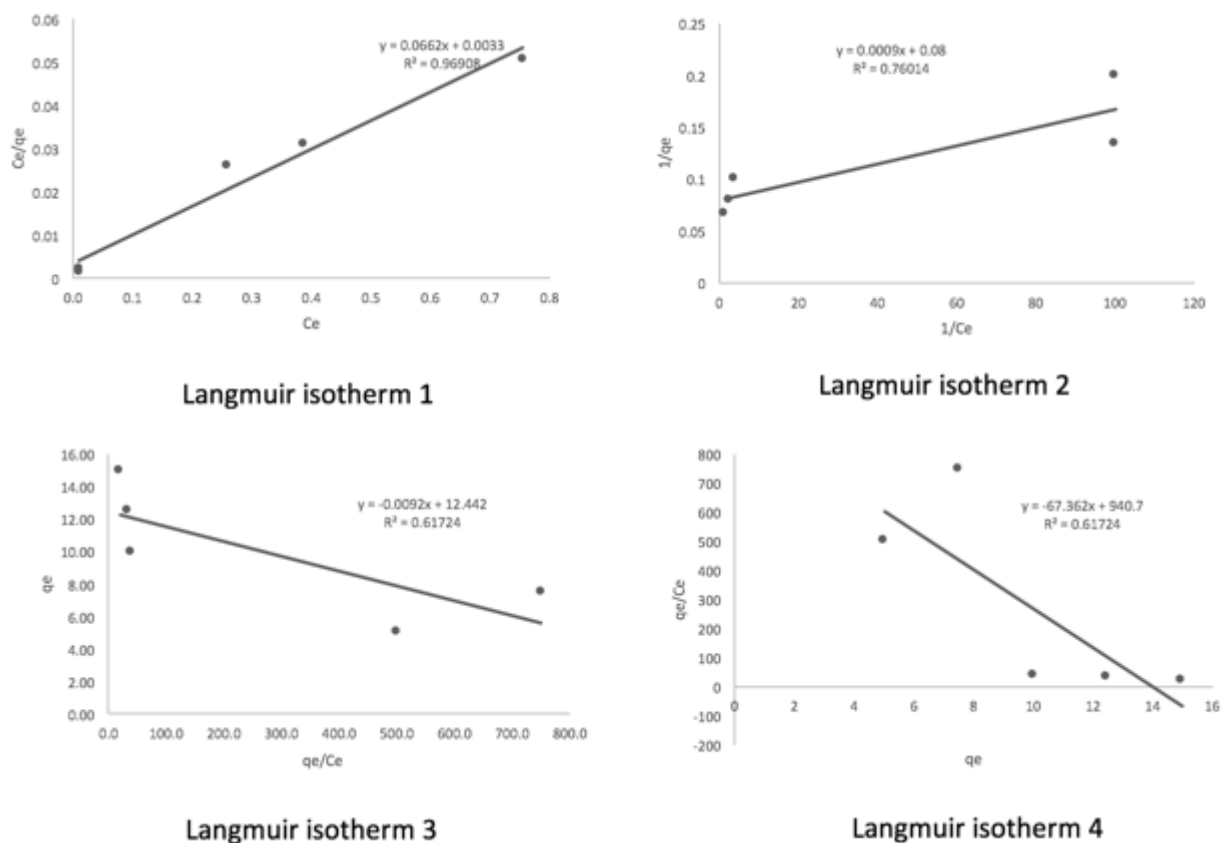 0.06
0.05
0.04
0.03
0.02
0.01
0
Ce/qe
y = 0.0662x + 0.0033
R² = 0.96908
0.0 0.1 0.2 0.3 0.4 0.5 0.6 0.7 0.8
Ce
Langmuir isotherm 1
0.25
0.2
0.15
0.1
0.05
0
1/qe
y = 0.0009x + 0.08
R² = 0.76014
0 20 40 60 80 100 120
1/Ce
Langmuir isotherm 2
16.00
14.00
12.00
10.00
8.00
6.00
4.00
2.00
0.00
qe
y = -0.0092x + 12.442
R² = 0.61724
0.0 100.0 200.0 300.0 400.0 500.0 600.0 700.0 800.0
qe/Ce
Langmuir isotherm 3
800
700
600
500
400
300
200
100
0
-100
-200
qe/Ce
y = -67.362x + 940.7
R² = 0.61724
0 2 4 6 8 10 12 14 16
qe
Langmuir isotherm 4